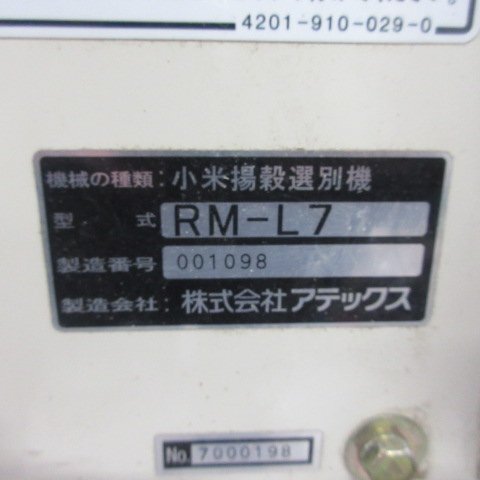 4201-910-029-0
機械の種類：小米揚穀選別機
型式 RM-L7
製造番号 001098
製造会社：株式会社アテックス
No. 7000198